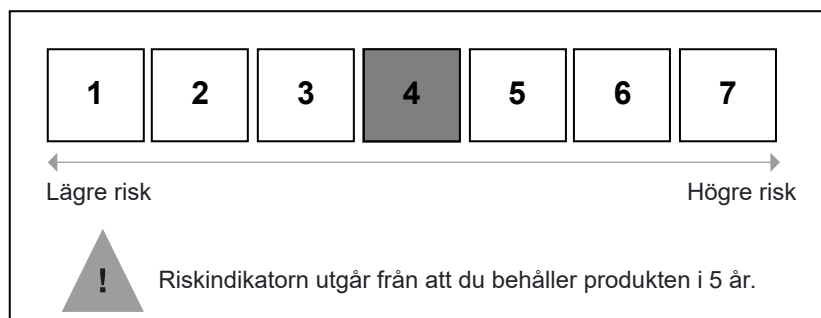 1 2 3 4 5 6 7
Lägre risk Högre risk
! Riskindikatorn utgår från att du behåller produkten i 5 år.